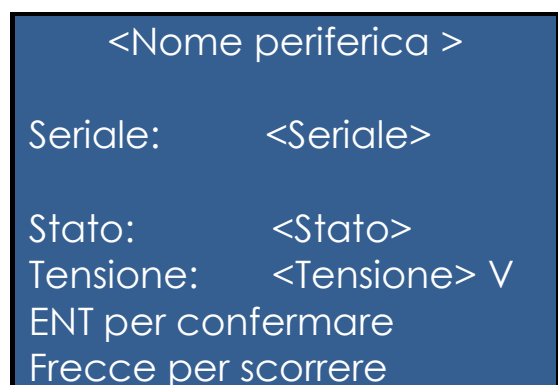 <Nome periferica >
Seriale: <Seriale>
Stato: <Stato>
Tensione: <Tensione> V
ENT per confermare
Frecce per scorrere